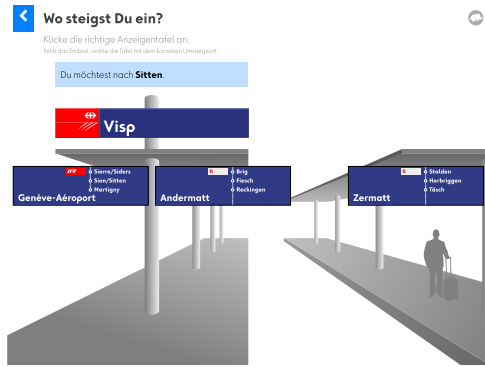 Wo steigst Du ein?
Klicke die richtige Anzeigentafel an.
Fehlt das Endziel, wähle die Tafel mit dem korrekten Umsteigeort.
Du möchtest nach Sitten.
Visp
IR
Sierre/Siders
Sion/Sitten
Martigny
Genève-Aéroport
R
Brig
Fiesch
Reckingen
Andermatt
R
Stalden
Herbriggen
Täsch
Zermatt